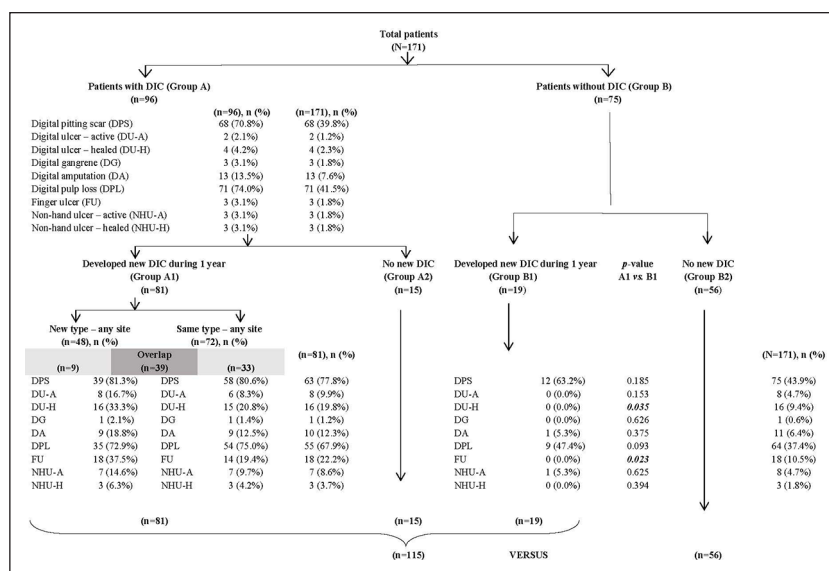 Total patients
(N=171)
Patients with DIC (Group A)
(n=96)
Patients without DIC (Group B)
(n=75)
(n=96), n (%) (n=171), n (%)
Digital pitting scar (DPS) 68 (70.8%) 68 (39.8%)
Digital ulcer – active (DU-A) 2 (2.1%) 2 (1.2%)
Digital ulcer – healed (DU-H) 4 (4.2%) 4 (2.3%)
Digital gangrene (DG) 3 (3.1%) 3 (1.8%)
Digital amputation (DA) 13 (13.5%) 13 (7.6%)
Digital pulp loss (DPL) 71 (74.0%) 71 (41.5%)
Finger ulcer (FU) 3 (3.1%) 3 (1.8%)
Non-hand ulcer – active (NHU-A) 3 (3.1%) 3 (1.8%)
Non-hand ulcer – healed (NHU-H) 3 (3.1%) 3 (1.8%)
Developed new DIC during 1 year
(Group A1)
(n=81)
No new DIC
(Group A2)
(n=15)
Developed new DIC during 1 year
(Group B1)
(n=19)
p-value
A1 vs. B1
No new DIC
(Group B2)
(n=56)
New type – any site
(n=48), n (%)
Same type – any site
(n=72), n (%)
Overlap
(n=9) (n=39) (n=33)
(n=81), n (%)
(N=171), n (%)
DPS 39 (81.3%) DPS 58 (80.6%) 63 (77.8%) DPS 12 (63.2%) 0.185 75 (43.9%)
DU-A 8 (16.7%) DU-A 6 (8.3%) 8 (9.9%) DU-A 0 (0.0%) 0.153 8 (4.7%)
DU-H 16 (33.3%) DU-H 15 (20.8%) 16 (19.8%) DU-H 0 (0.0%) 0.035 16 (9.4%)
DG 1 (2.1%) DG 1 (1.4%) 1 (1.2%) DG 0 (0.0%) 0.626 1 (0.6%)
DA 9 (18.8%) DA 9 (12.5%) 10 (12.3%) DA 1 (5.3%) 0.375 11 (6.4%)
DPL 35 (72.9%) DPL 54 (75.0%) 55 (67.9%) DPL 9 (47.4%) 0.093 64 (37.4%)
FU 18 (37.5%) FU 14 (19.4%) 18 (22.2%) FU 0 (0.0%) 0.023 18 (10.5%)
NHU-A 7 (14.6%) NHU-A 7 (9.7%) 7 (8.6%) NHU-A 1 (5.3%) 0.625 8 (4.7%)
NHU-H 3 (6.3%) NHU-H 3 (4.2%) 3 (3.7%) NHU-H 0 (0.0%) 0.394 3 (1.8%)
(n=81) (n=15) (n=19)
(n=115) VERSUS (n=56)